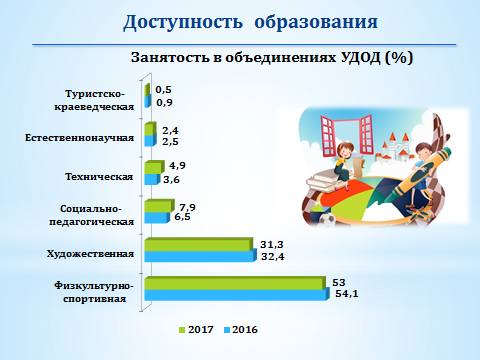 Доступность образования
Занятость в объединениях УДОД (%)
Туристско-
краеведческая
0,5
0,9
Естественнонаучная
2,4
2,5
Техническая
4,9
3,6
Социально-
педагогическая
7,9
6,5
Художественная
31,3
32,4
Физкультурно-
спортивная
53
54,1
2017 2016